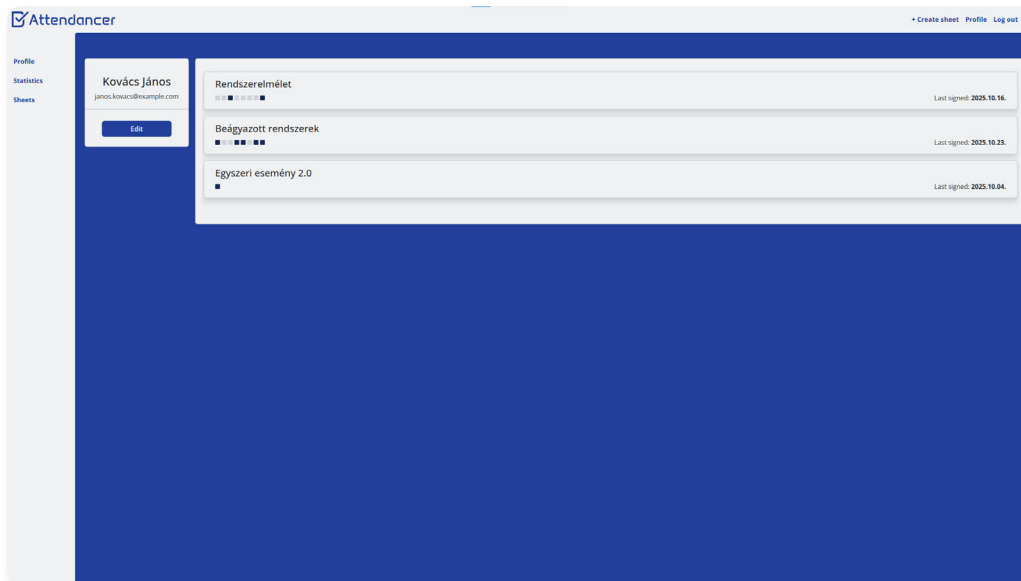 Attendancer
+ Create sheet Profile Log out
Profile
Statistics
Sheets
Kovács János
janos.kovacs@example.com
Edit
Rendszerelmélet
Last signed: 2025.10.16.
Beágyazott rendszerek
Last signed: 2025.10.23.
Egyszeri esemény 2.0
Last signed: 2025.10.04.